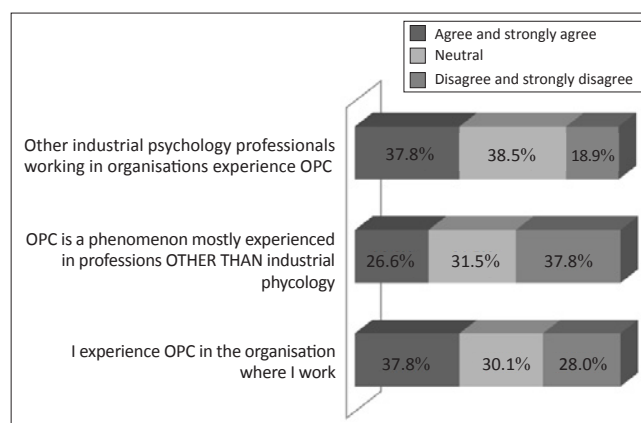 Agree and strongly agree
Neutral
Disagree and strongly disagree
Other industrial psychology professionals
working in organisations experience OPC
37.8% 38.5% 18.9%
OPC is a phenomenon mostly experienced
in professions OTHER THAN industrial
phycology
26.6% 31.5% 37.8%
I experience OPC in the organisation
where I work
37.8% 30.1% 28.0%